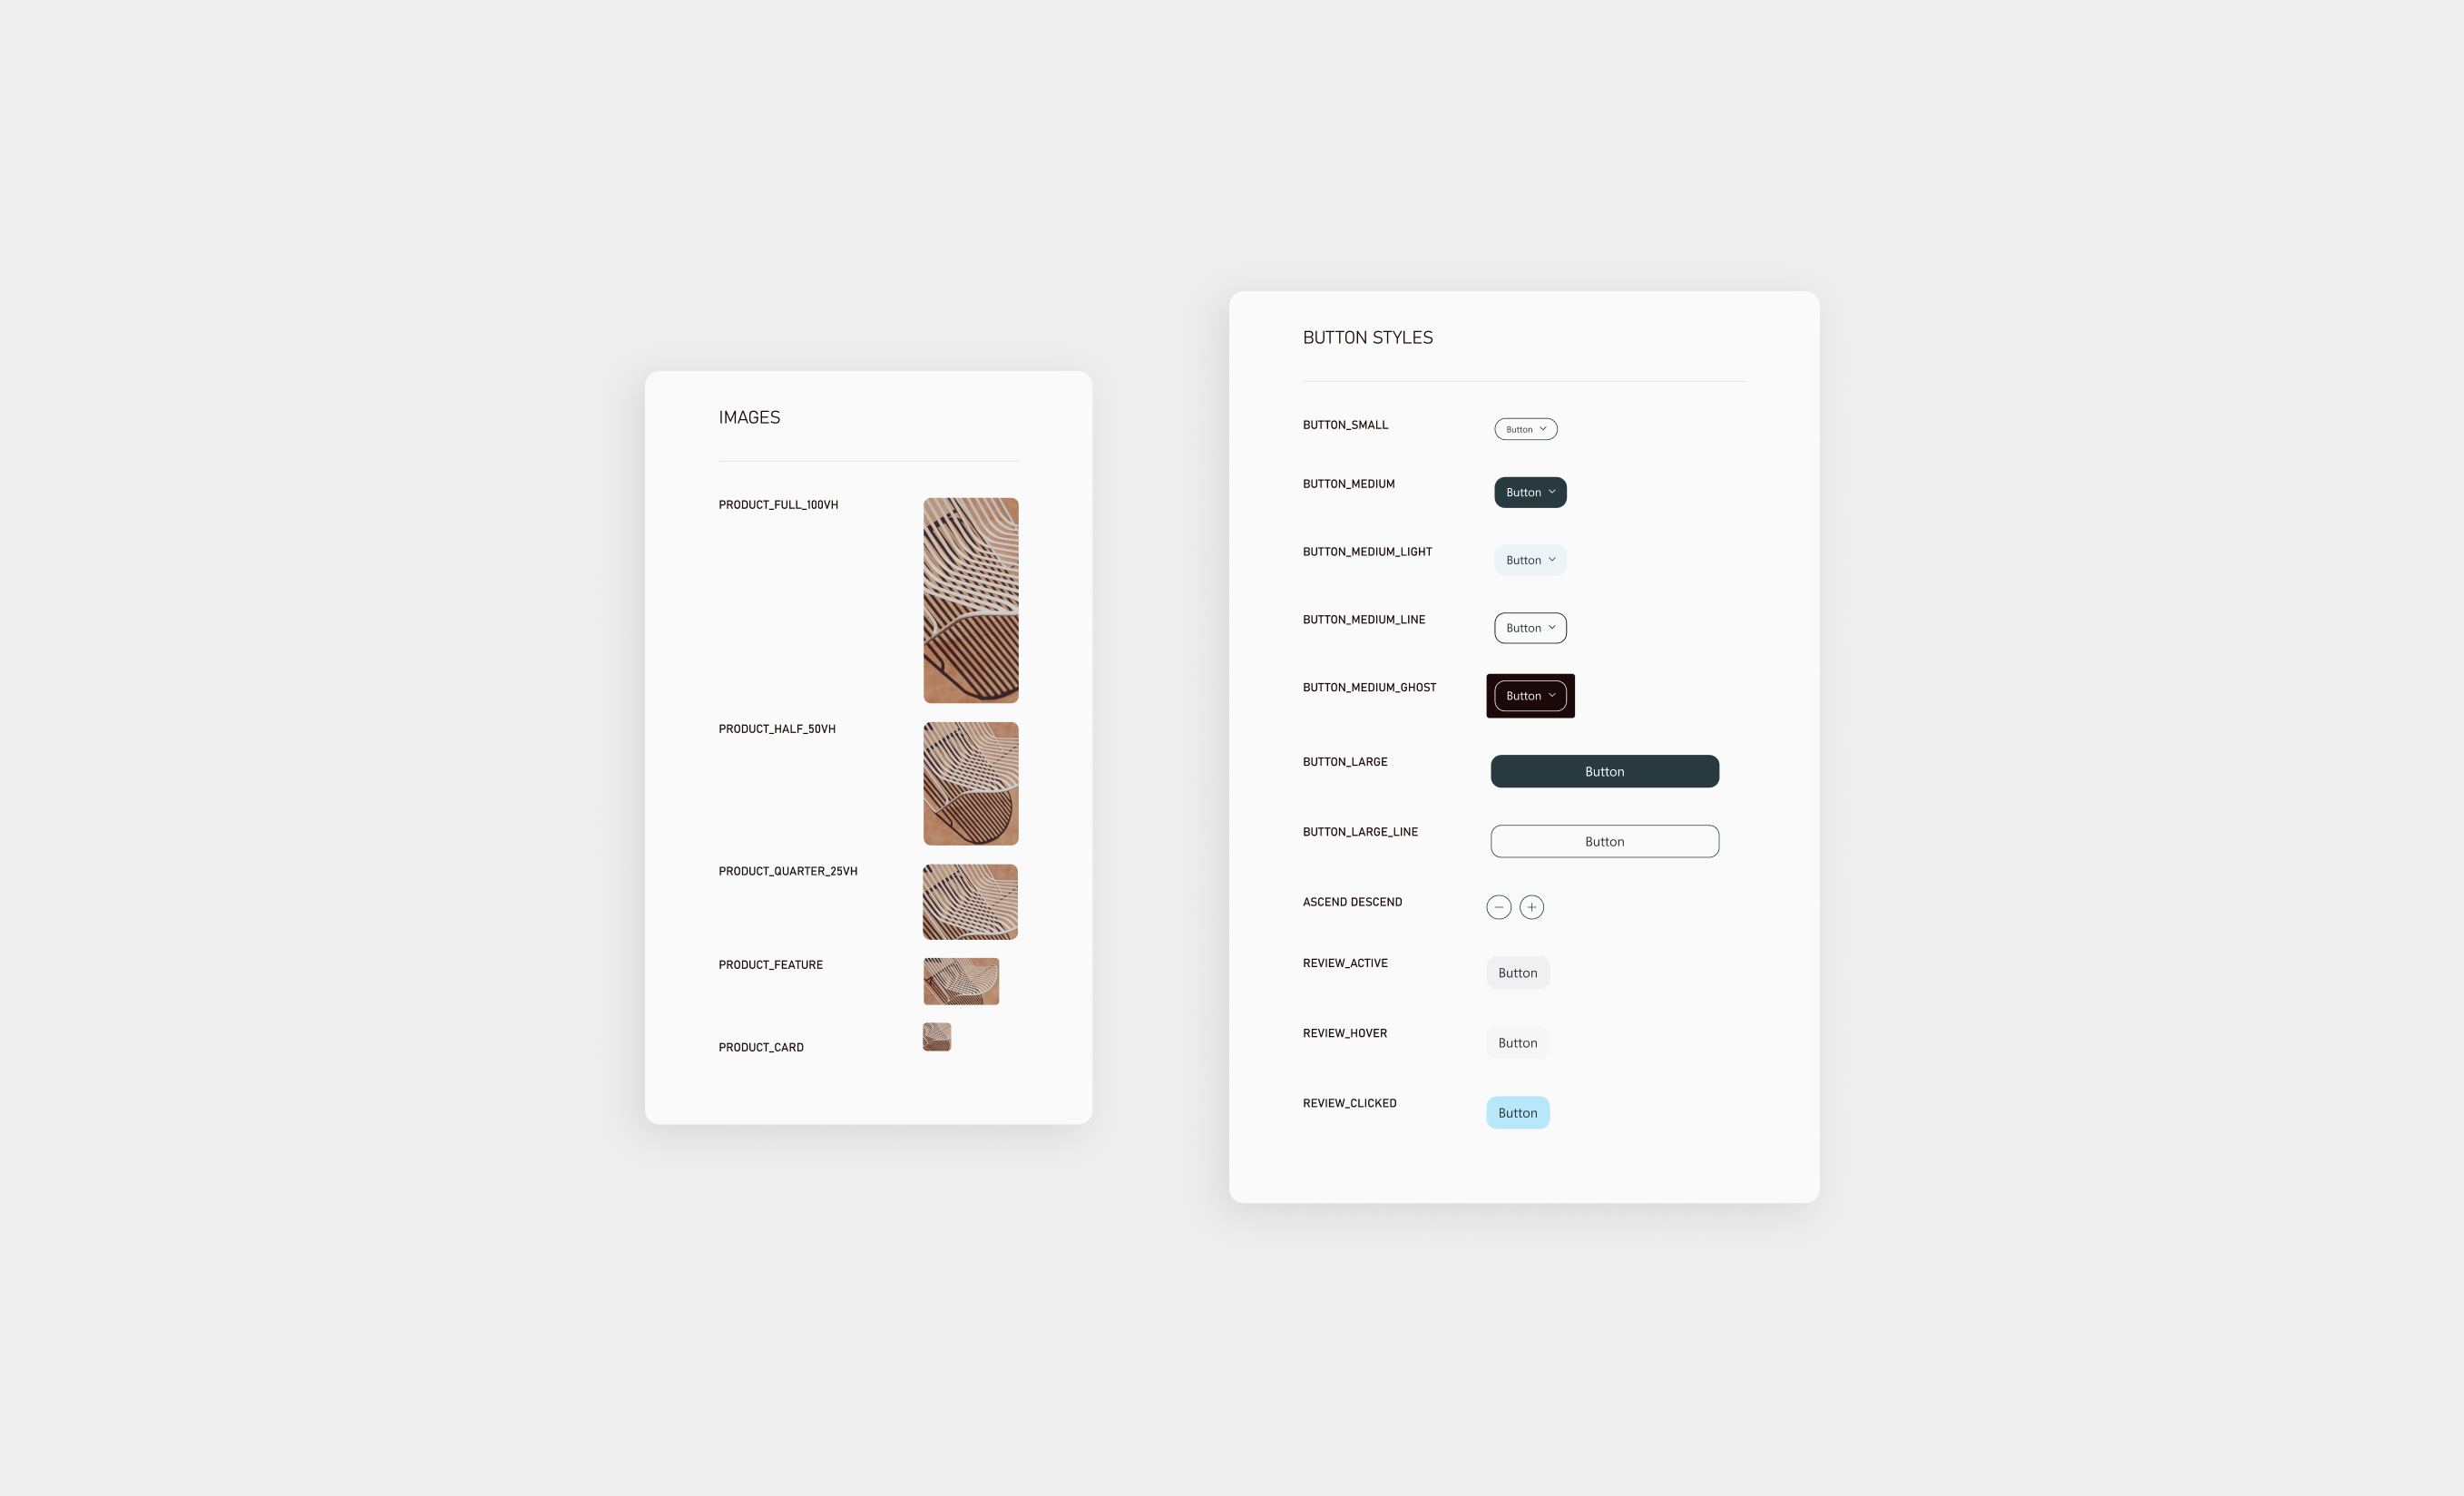 IMAGES
PRODUCT_FULL_100VH
PRODUCT_HALF_50VH
PRODUCT_QUARTER_25VH
PRODUCT_FEATURE
PRODUCT_CARD
BUTTON STYLES
BUTTON_SMALL
Button
BUTTON_MEDIUM
Button
BUTTON_MEDIUM_LIGHT
Button
BUTTON_MEDIUM_LINE
Button
BUTTON_MEDIUM_GHOST
Button
BUTTON_LARGE
Button
BUTTON_LARGE_LINE
Button
ASCEND DESCEND
REVIEW_ACTIVE
Button
REVIEW_HOVER
Button
REVIEW_CLICKED
Button